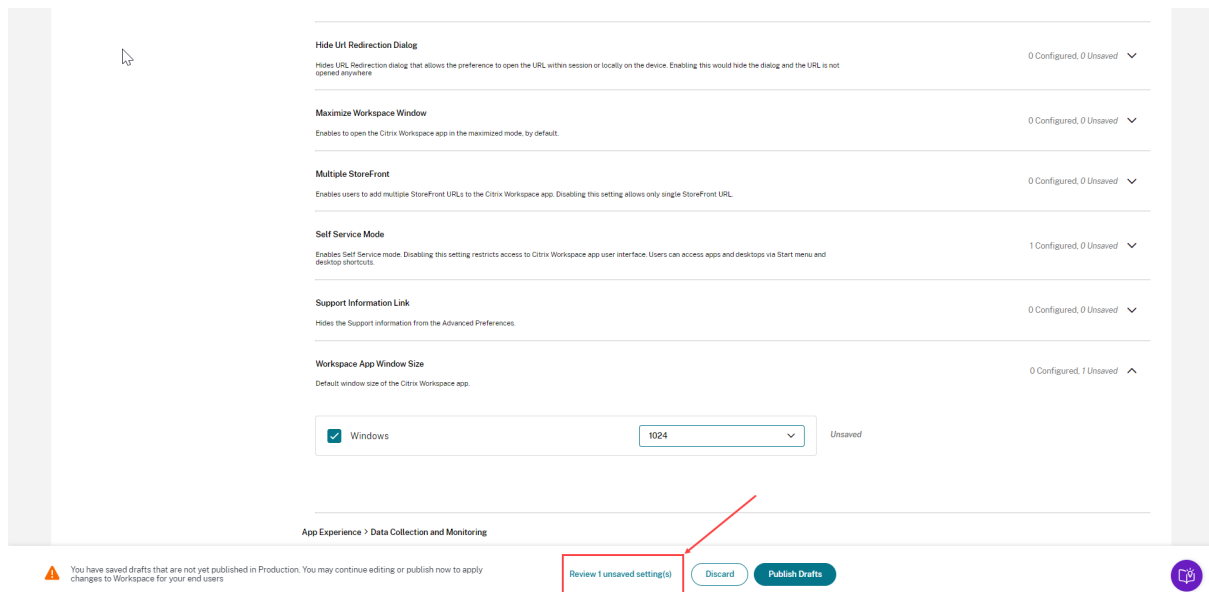 Hide Url Redirection Dialog
0 Configured, 0 Unsaved
Hides URL Redirection dialog that allows the preference to open the URL within session or locally on the device. Enabling this would hide the dialog and the URL is not
opened anywhere
Maximize Workspace Window
0 Configured, 0 Unsaved
Enables to open the Citrix Workspace app in the maximized mode, by default.
Multiple StoreFront
0 Configured, 0 Unsaved
Enables users to add multiple StoreFront URLs to the Citrix Workspace app. Disabling this setting allows only single StoreFront URL.
Self Service Mode
1 Configured, 0 Unsaved
Enables Self Service mode. Disabling this setting restricts access to Citrix Workspace app user interface. Users can access apps and desktops via Start menu and
desktop shortcuts.
Support Information Link
0 Configured, 0 Unsaved
Hides the Support information from the Advanced Preferences.
Workspace App Window Size
0 Configured, 1 Unsaved
Default window size of the Citrix Workspace app.
Windows
1024
Unsaved
App Experience > Data Collection and Monitoring
You have saved drafts that are not yet published in Production. You may continue editing or publish now to apply
changes to Workspace for your end users
Review 1 unsaved setting(s)
Discard
Publish Drafts